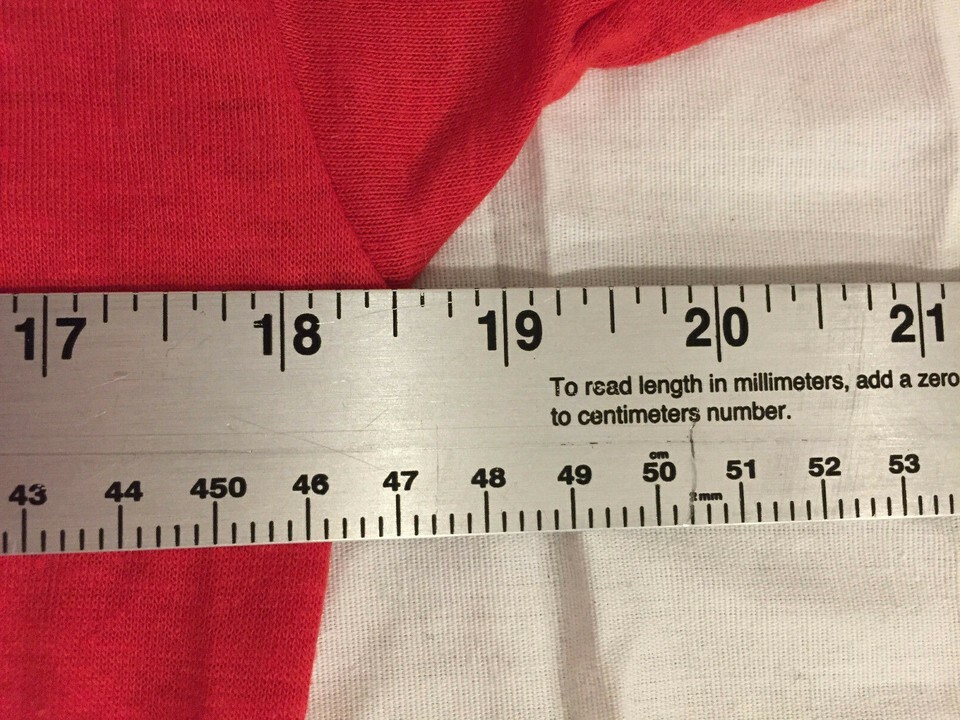 17 18 19 20 21
To read length in millimeters, add a zero
to centimeters number.
cm
43 44 450 46 47 48 49 50 51 52 53
mm